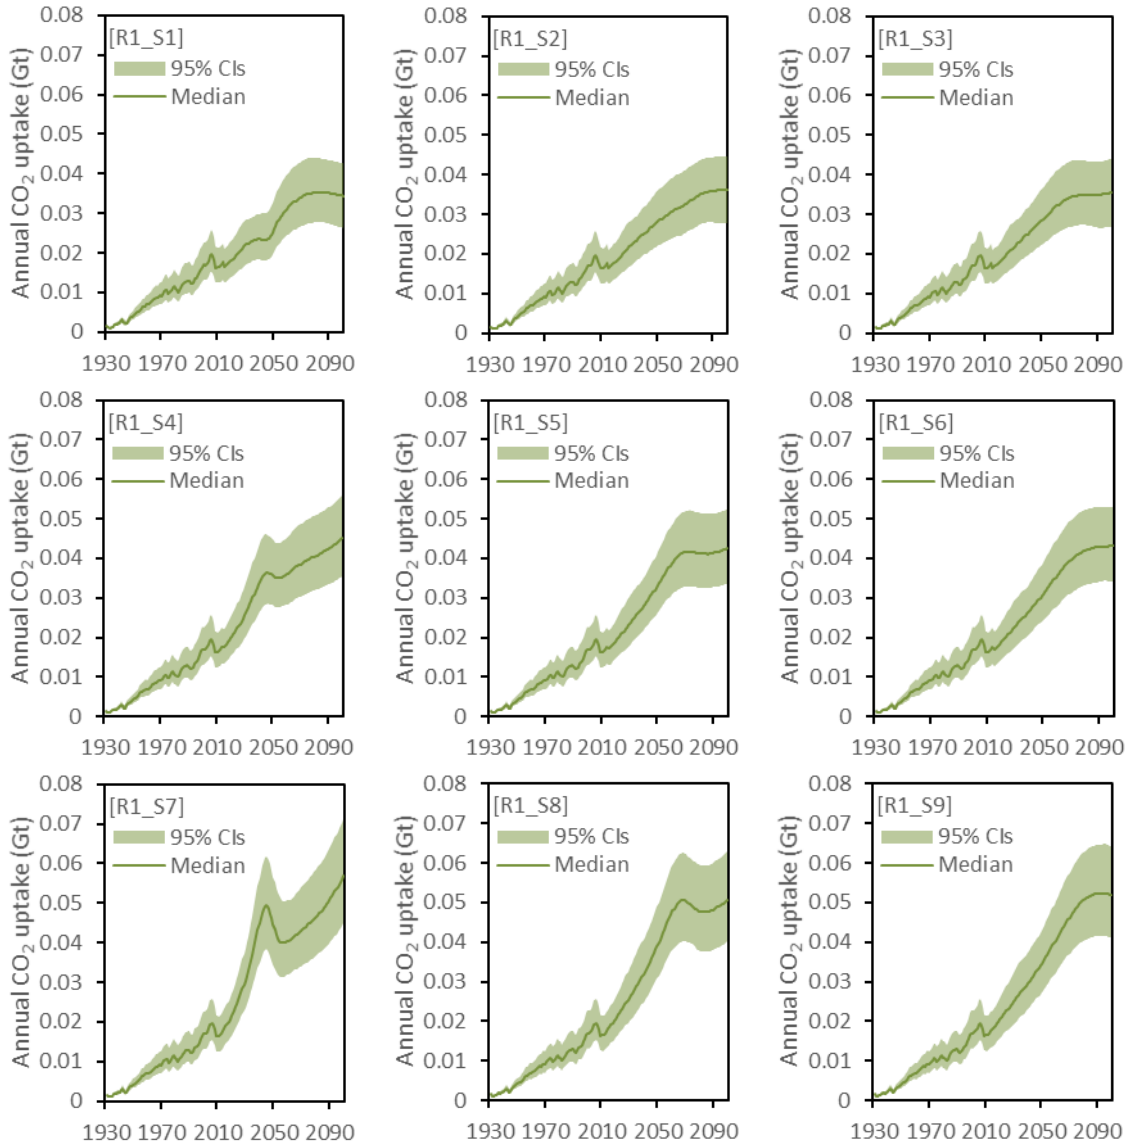 [R1_S1]
95% CIs
Median
Annual CO₂ uptake (Gt)
0.08
0.07
0.06
0.05
0.04
0.03
0.02
0.01
0
1930 1970 2010 2050 2090
[R1_S2]
95% CIs
Median
Annual CO₂ uptake (Gt)
0.08
0.07
0.06
0.05
0.04
0.03
0.02
0.01
0
1930 1970 2010 2050 2090
[R1_S3]
95% CIs
Median
Annual CO₂ uptake (Gt)
0.08
0.07
0.06
0.05
0.04
0.03
0.02
0.01
0
1930 1970 2010 2050 2090
[R1_S4]
95% CIs
Median
Annual CO₂ uptake (Gt)
0.08
0.07
0.06
0.05
0.04
0.03
0.02
0.01
0
1930 1970 2010 2050 2090
[R1_S5]
95% CIs
Median
Annual CO₂ uptake (Gt)
0.08
0.07
0.06
0.05
0.04
0.03
0.02
0.01
0
1930 1970 2010 2050 2090
[R1_S6]
95% CIs
Median
Annual CO₂ uptake (Gt)
0.08
0.07
0.06
0.05
0.04
0.03
0.02
0.01
0
1930 1970 2010 2050 2090
[R1_S7]
95% CIs
Median
Annual CO₂ uptake (Gt)
0.08
0.07
0.06
0.05
0.04
0.03
0.02
0.01
0
1930 1970 2010 2050 2090
[R1_S8]
95% CIs
Median
Annual CO₂ uptake (Gt)
0.08
0.07
0.06
0.05
0.04
0.03
0.02
0.01
0
1930 1970 2010 2050 2090
[R1_S9]
95% CIs
Median
Annual CO₂ uptake (Gt)
0.08
0.07
0.06
0.05
0.04
0.03
0.02
0.01
0
1930 1970 2010 2050 2090